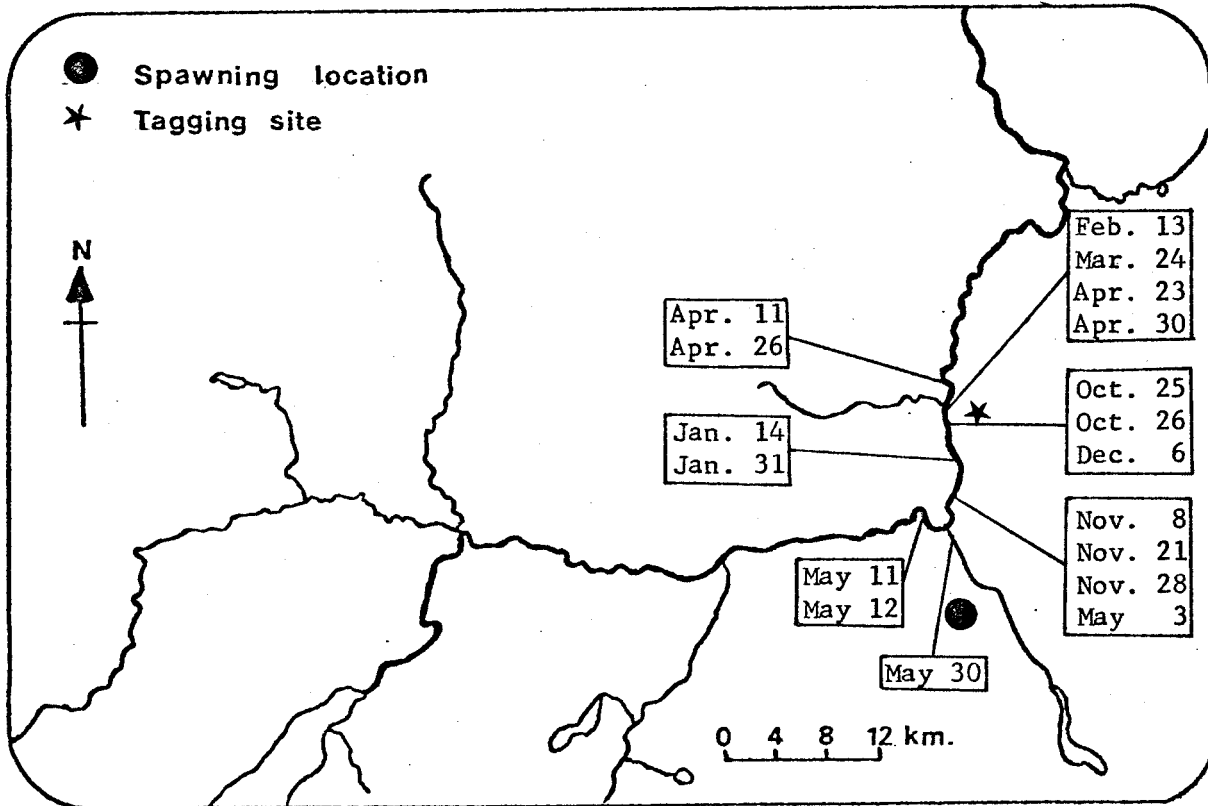 Spawning location
Tagging site
N
Feb. 13
Mar. 24
Apr. 23
Apr. 30
Apr. 11
Apr. 26
Oct. 25
Oct. 26
Dec. 6
Jan. 14
Jan. 31
Nov. 8
Nov. 21
Nov. 28
May 3
May 11
May 12
May 30
0 4 8 12 km.